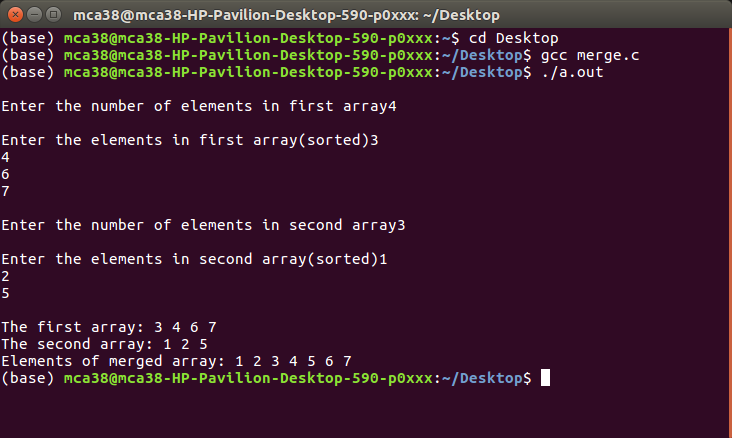 mca38@mca38-HP-Pavilion-Desktop-590-p0xxx: ~/Desktop
(base) mca38@mca38-HP-Pavilion-Desktop-590-p0xxx:~$ cd Desktop
(base) mca38@mca38-HP-Pavilion-Desktop-590-p0xxx:~/Desktop$ gcc merge.c
(base) mca38@mca38-HP-Pavilion-Desktop-590-p0xxx:~/Desktop$ ./a.out
Enter the number of elements in first array4
Enter the elements in first array(sorted)3
4
6
7
Enter the number of elements in second array3
Enter the elements in second array(sorted)1
2
5
The first array: 3 4 6 7
The second array: 1 2 5
Elements of merged array: 1 2 3 4 5 6 7
(base) mca38@mca38-HP-Pavilion-Desktop-590-p0xxx:~/Desktop$